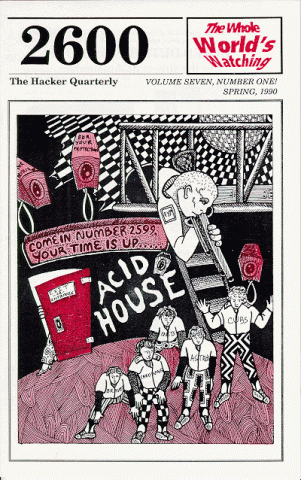 2600
The Whole
World's
Watching
The Hacker Quarterly
VOLUME SEVEN, NUMBER ONE!
SPRING, 1990
FOR
YOUR
PROTECTION
COME IN NUMBER 2599,
YOUR TIME IS UP....
ACID
HOUSE
EXIT
CUBS